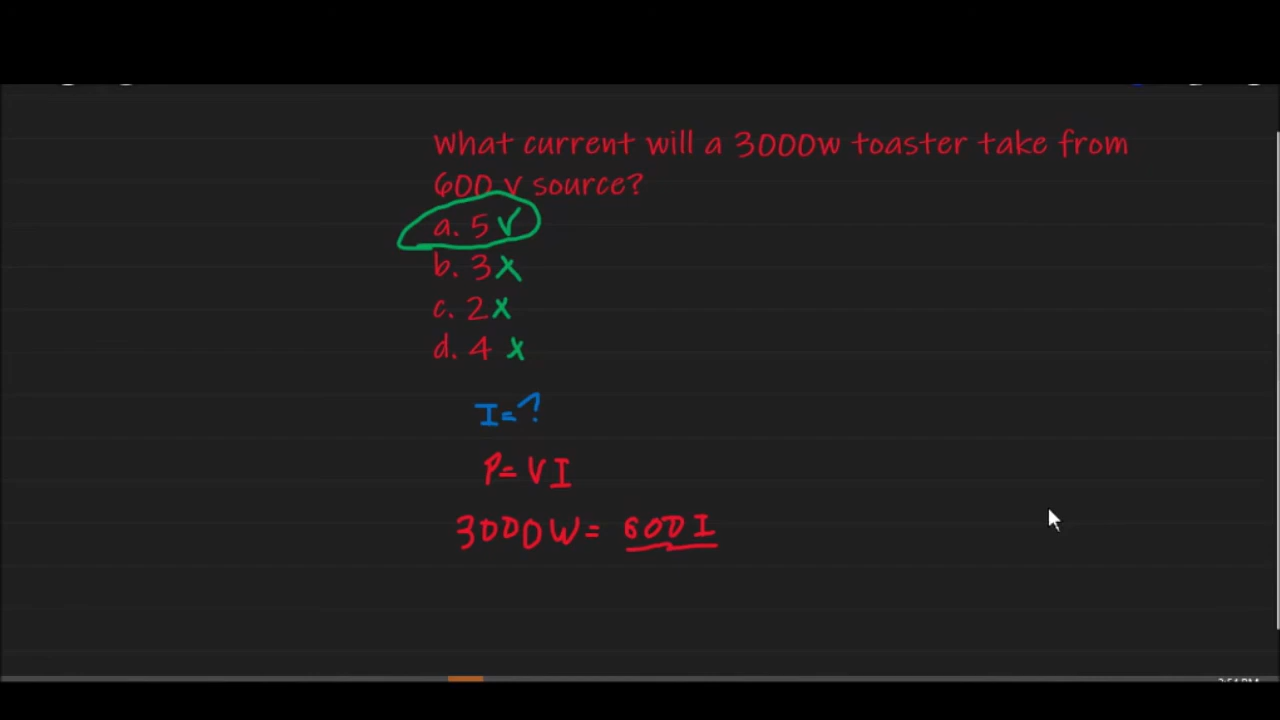 What current will a 3000w toaster take from
600 v source?
a. 5 ✓
b. 3 x
c. 2 x
d. 4 x
I=?
P= VI
3000W= 600I